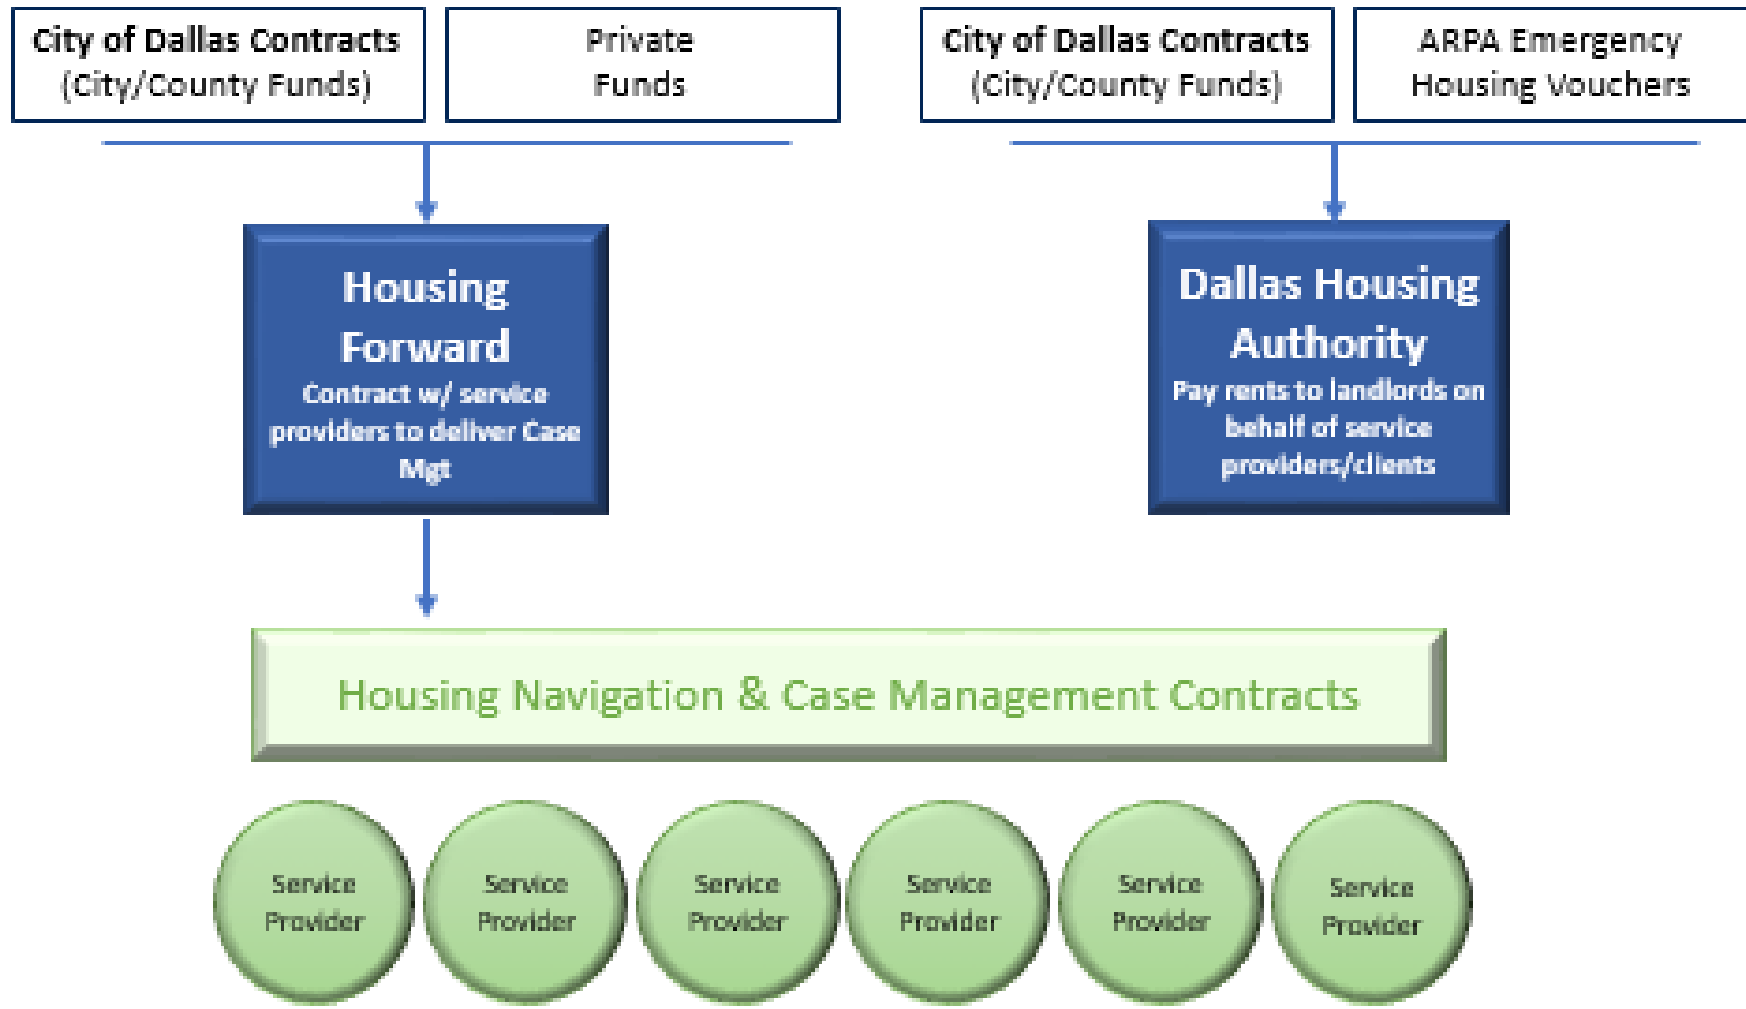 City of Dallas Contracts
(City/County Funds)
Private
Funds
City of Dallas Contracts
(City/County Funds)
ARPA Emergency
Housing Vouchers
Housing
Forward
Contract w/ service
providers to deliver Case
Mgt
Dallas Housing
Authority
Pay rents to landlords on
behalf of service
providers/clients
Housing Navigation & Case Management Contracts
Service
Provider
Service
Provider
Service
Provider
Service
Provider
Service
Provider
Service
Provider